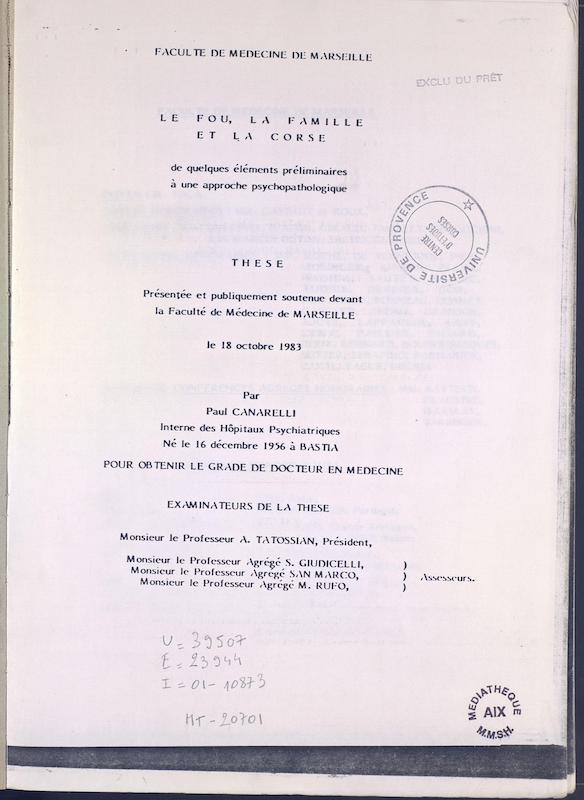 FACULTE DE MEDECINE DE MARSEILLE
EXCLU DU PRÊT
LE FOU, LA FAMILLE
ET LA CORSE
de quelques éléments préliminaires
à une approche psychopathologique
UNIVERSITE DE PROVENCE
CENTRE
D'ETUDES
CORSES
THESE
Présentée et publiquement soutenue devant
la Faculté de Médecine de MARSEILLE
le 18 octobre 1983
Par
Paul CANARELLI
Interne des Hôpitaux Psychiatriques
Né le 16 décembre 1956 à BASTIA
POUR OBTENIR LE GRADE DE DOCTEUR EN MEDECINE
EXAMINATEURS DE LA THESE
Monsieur le Professeur A. TATOSSIAN, Président,
Monsieur le Professeur Agrégé S. GIUDICELLI, )
Monsieur le Professeur Agrégé SAN MARCO, ) Assesseurs.
Monsieur le Professeur Agrégé M. RUFO, )
U = 39507
E = 23944
I = 01-10873
MT-20701
MEDIATHEQUE
AIX
M.M.S.H.